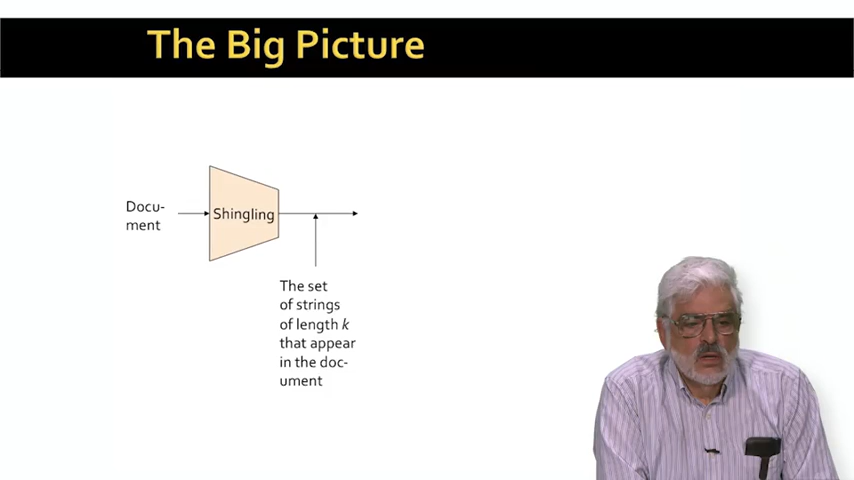 The Big Picture
Docu-
ment
Shingling
The set
of strings
of length k
that appear
in the doc-
ument